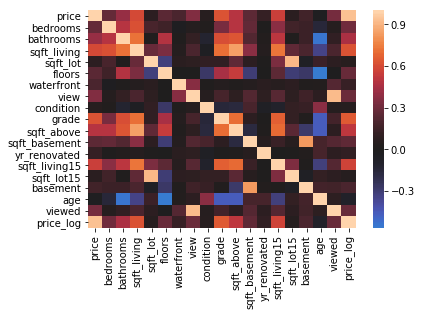 price
bedrooms
bathrooms
sqft_living
sqft_lot
floors
waterfront
view
condition
grade
sqft_above
sqft_basement
yr_renovated
sqft_living15
sqft_lot15
basement
age
viewed
price_log
price
bedrooms
bathrooms
sqft_living
sqft_lot
floors
waterfront
view
condition
grade
sqft_above
sqft_basement
yr_renovated
sqft_living15
sqft_lot15
basement
age
viewed
price_log
0.9
0.6
0.3
0.0
−0.3